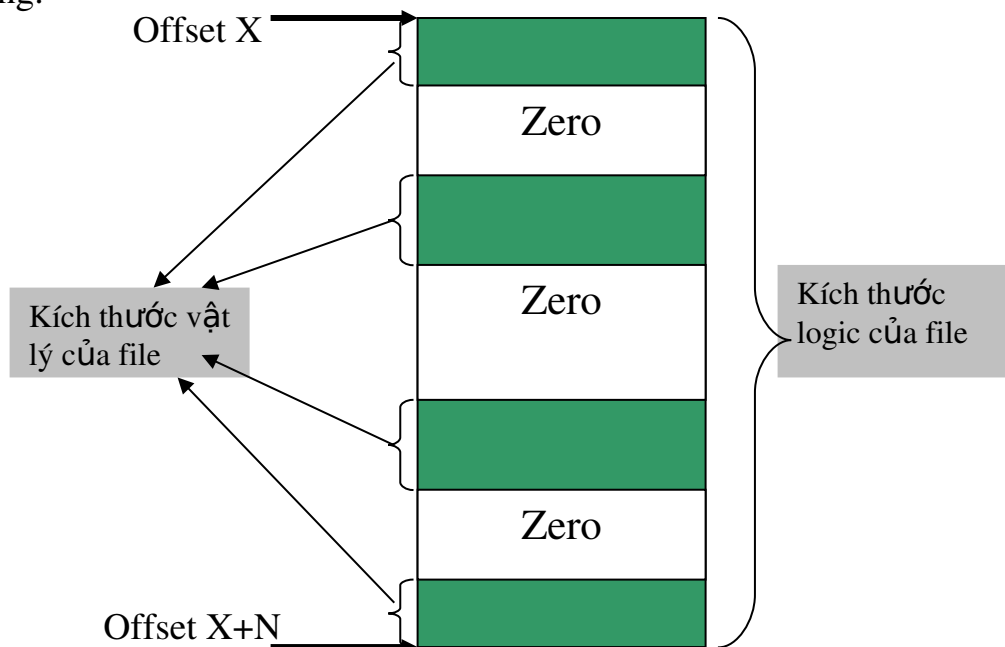 ng.
Offset X
Zero
Zero
Kích thước vật
lý của file
Kích thước
logic của file
Zero
Offset X+N